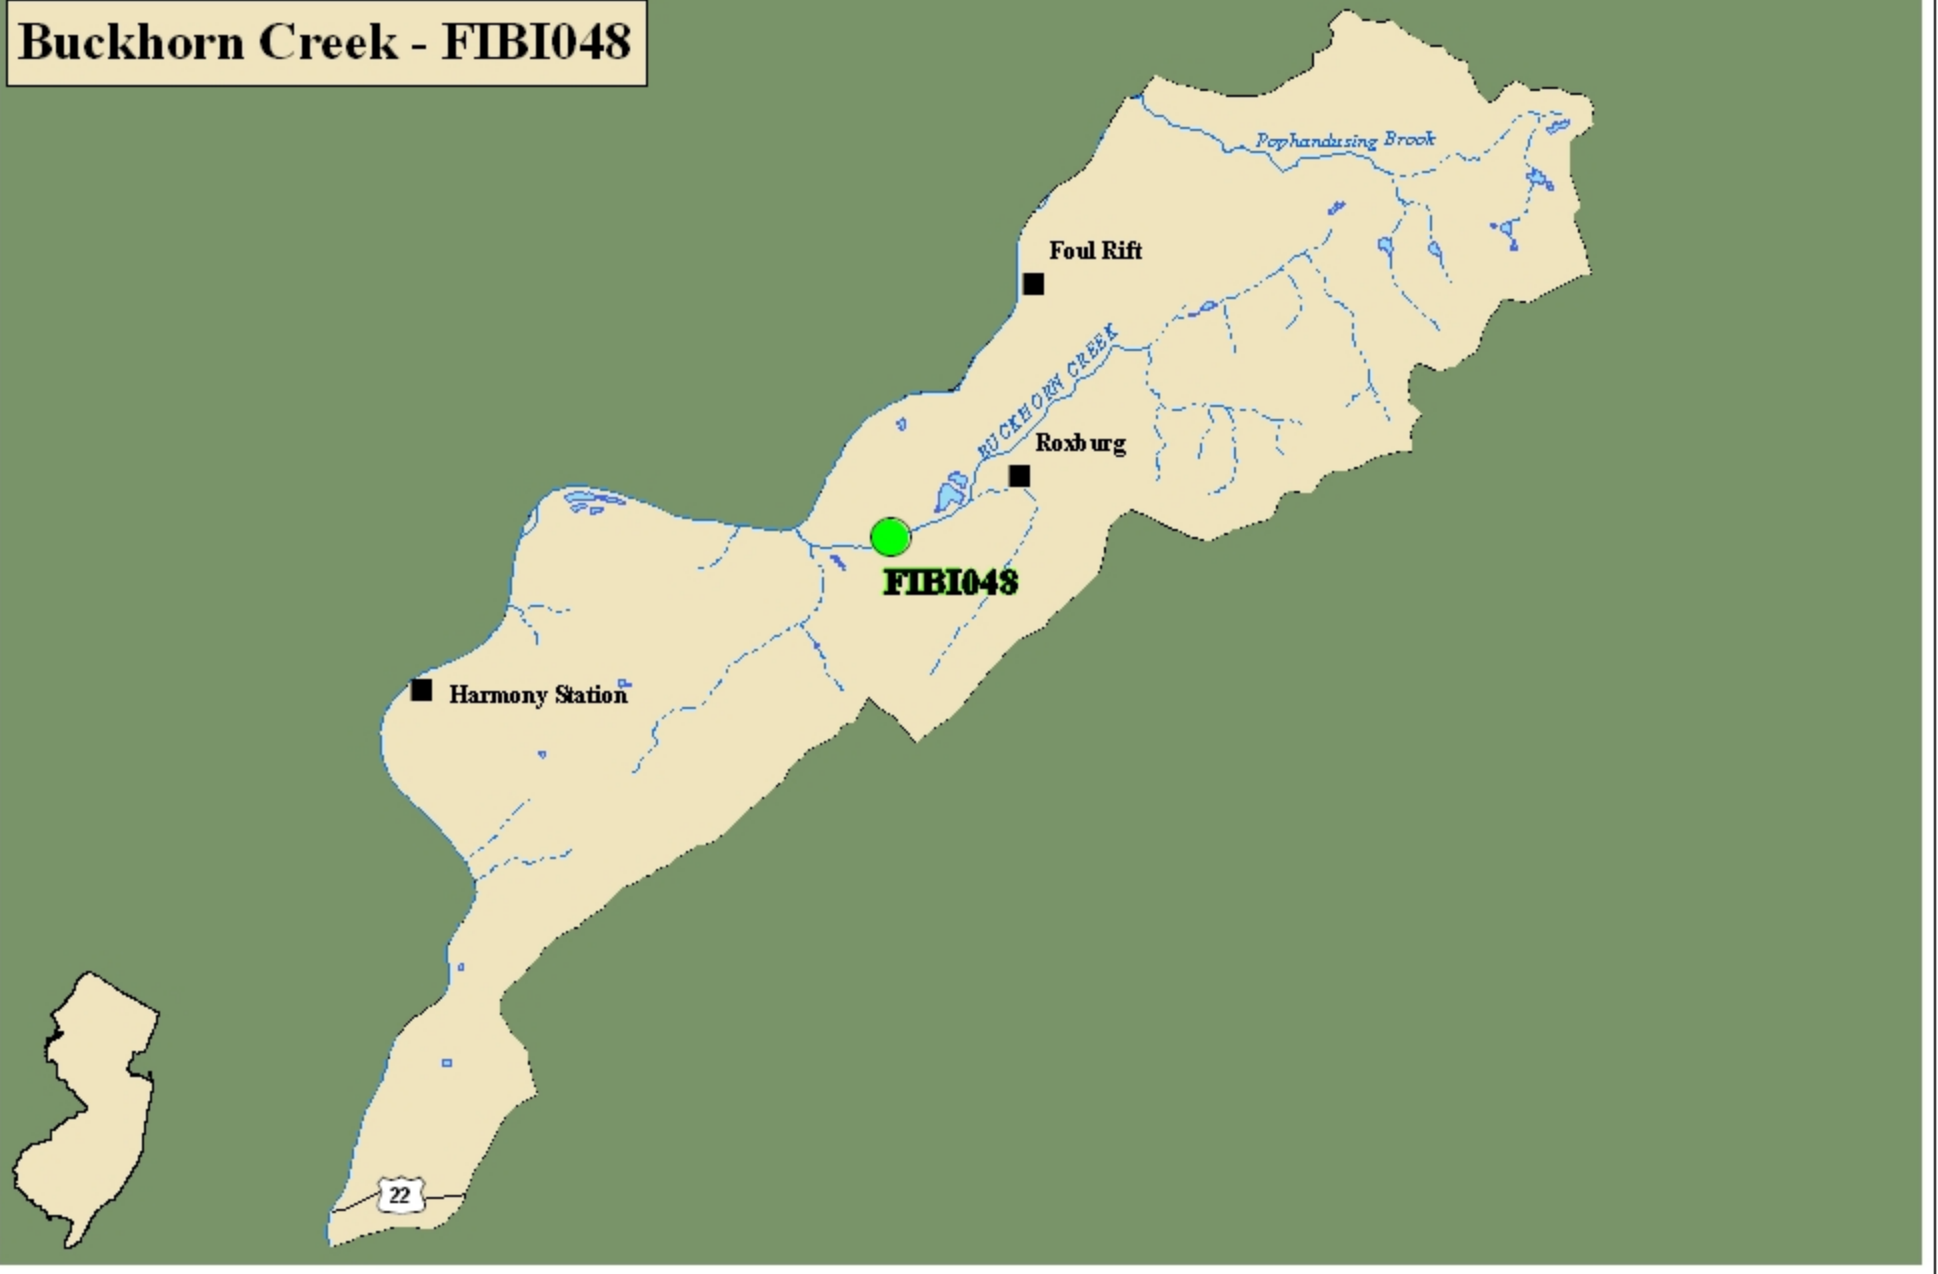 Buckhorn Creek - FIBI048
Pophandusing Brook
Foul Rift
BUCKHORN CREEK
Roxburg
FIBI048
Harmony Station
22